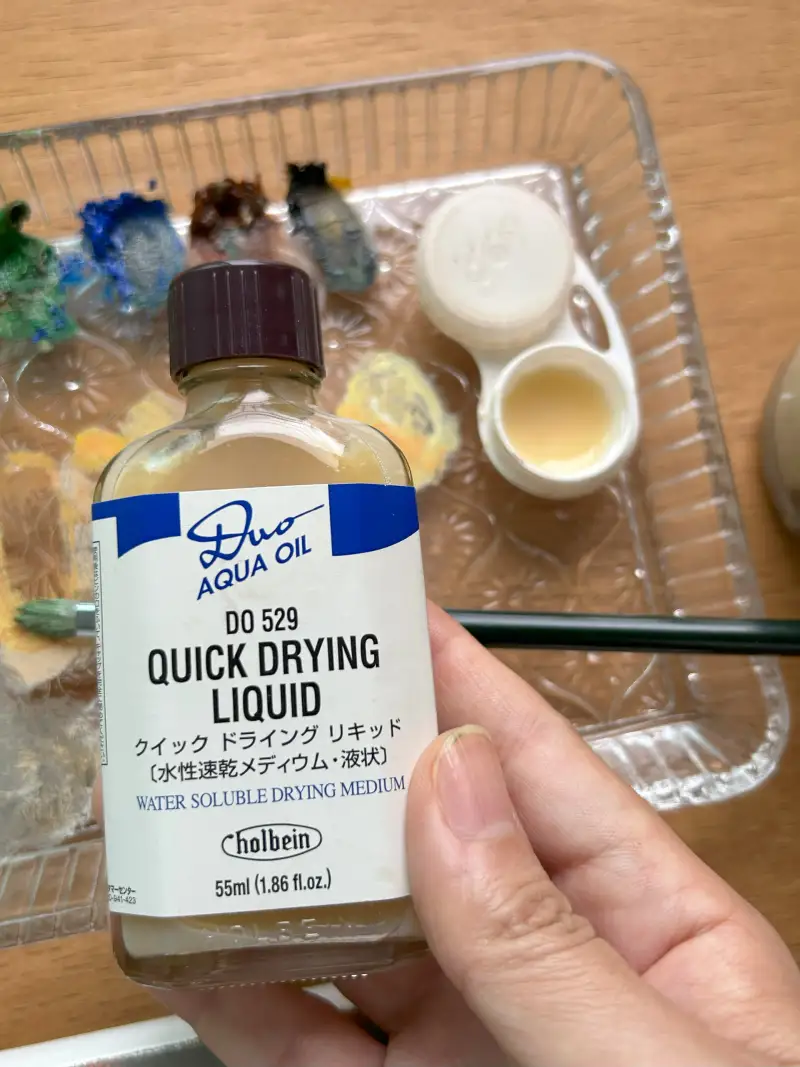 Duo
AQUA OIL
DO 529
QUICK DRYING
LIQUID
クイック ドライング リキッド
〔水性速乾メディウム・液状〕
WATER SOLUBLE DRYING MEDIUM
holbein
55ml (1.86 fl.oz.)